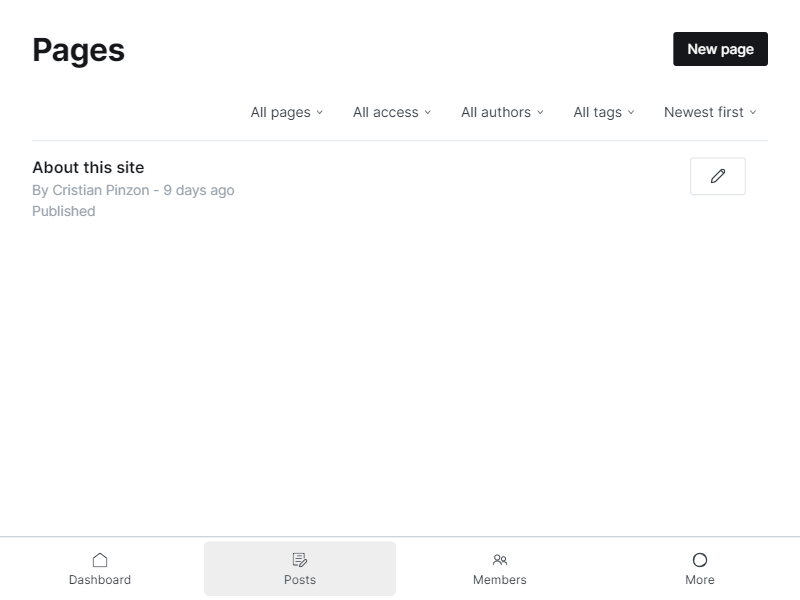 Pages
New page
All pages
All access
All authors
All tags
Newest first
About this site
By Cristian Pinzon - 9 days ago
Published
Dashboard
Posts
Members
More